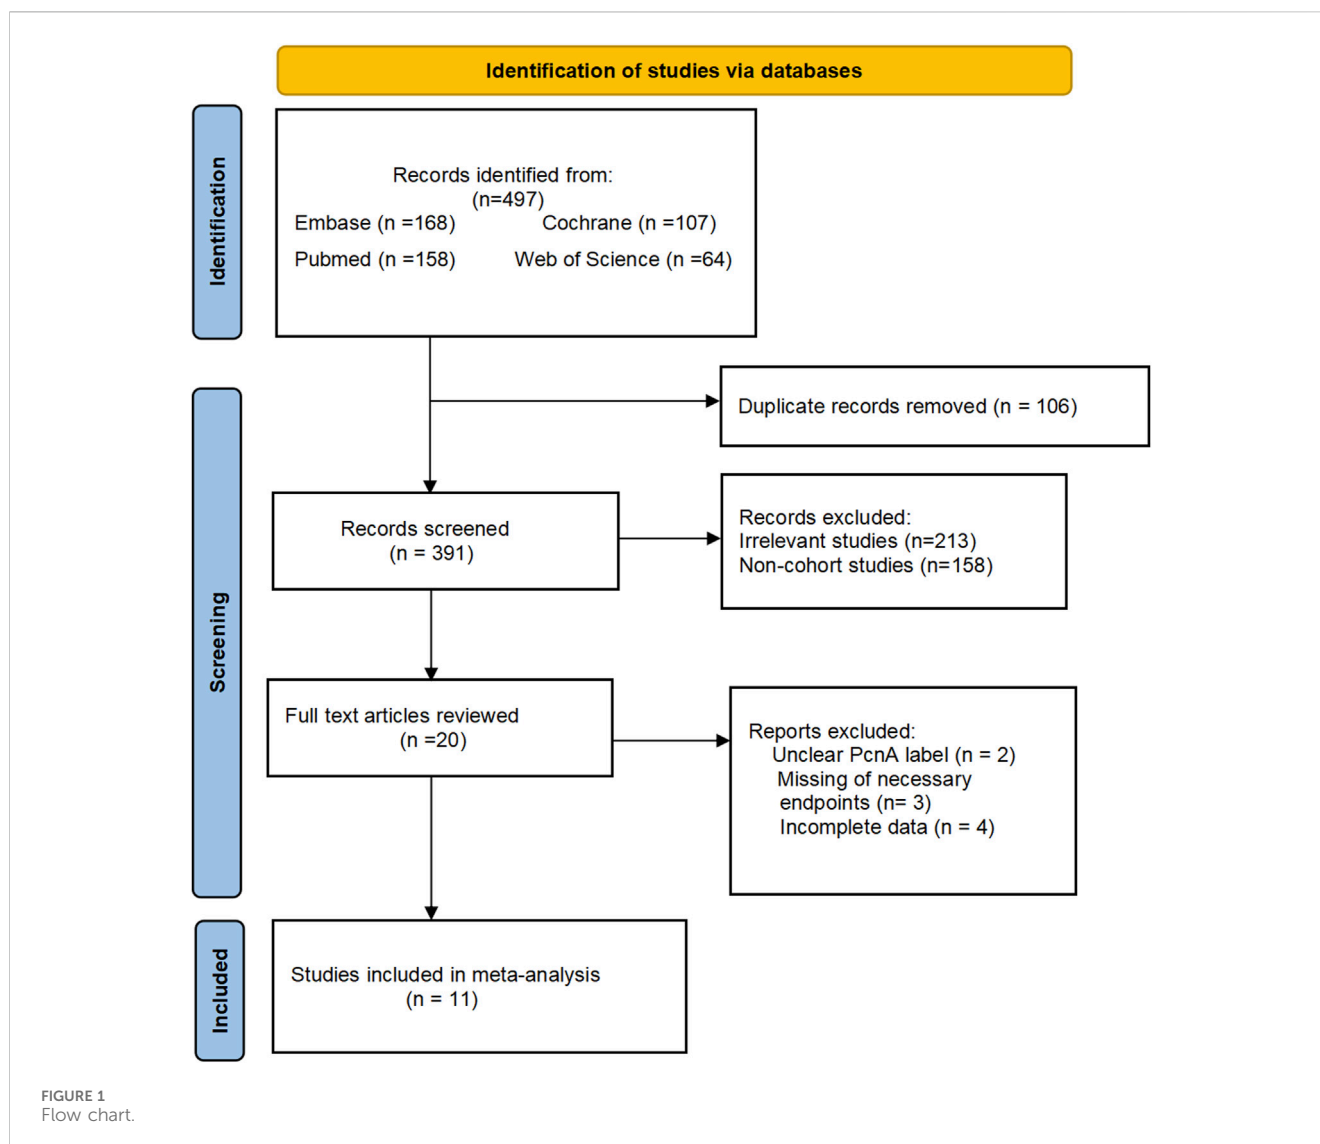 Identification of studies via databases
Identification
Records identified from:
(n=497)
Embase (n =168)
Cochrane (n =107)
Pubmed (n =158)
Web of Science (n =64)
Duplicate records removed (n = 106)
Screening
Records screened
(n = 391)
Records excluded:
Irrelevant studies (n=213)
Non-cohort studies (n=158)
Full text articles reviewed
(n =20)
Reports excluded:
Unclear PcnA label (n = 2)
Missing of necessary
endpoints (n= 3)
Incomplete data (n = 4)
Included
Studies included in meta-analysis
(n = 11)
FIGURE 1
Flow chart.